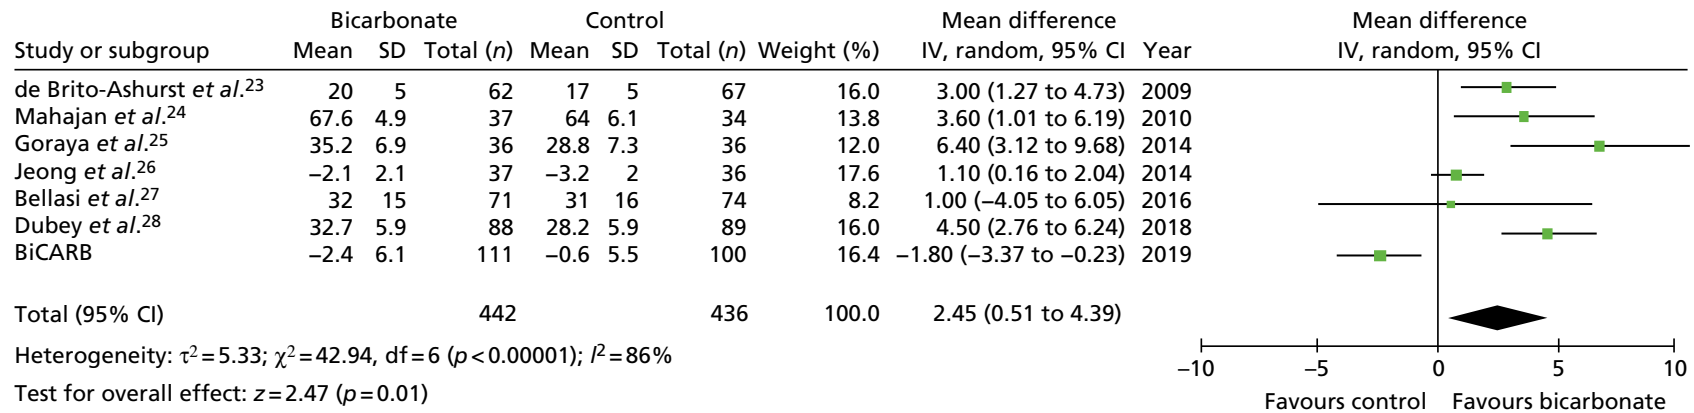 Bicarbonate Control Mean difference Mean difference
Study or subgroup Mean SD Total (n) Mean SD Total (n) Weight (%) IV, random, 95% CI Year IV, random, 95% CI
de Brito-Ashurst et al.23 20 5 62 17 5 67 16.0 3.00 (1.27 to 4.73) 2009
Mahajan et al.24 67.6 4.9 37 64 6.1 34 13.8 3.60 (1.01 to 6.19) 2010
Goraya et al.25 35.2 6.9 36 28.8 7.3 36 12.0 6.40 (3.12 to 9.68) 2014
Jeong et al.26 −2.1 2.1 37 −3.2 2 36 17.6 1.10 (0.16 to 2.04) 2014
Bellasi et al.27 32 15 71 31 16 74 8.2 1.00 (−4.05 to 6.05) 2016
Dubey et al.28 32.7 5.9 88 28.2 5.9 89 16.0 4.50 (2.76 to 6.24) 2018
BiCARB −2.4 6.1 111 −0.6 5.5 100 16.4 −1.80 (−3.37 to −0.23) 2019
Total (95% CI) 442 436 100.0 2.45 (0.51 to 4.39)
Heterogeneity: τ2=5.33; χ2=42.94, df=6 (p<0.00001); I2=86%
−10 −5 0 5 10
Test for overall effect: z=2.47 (p=0.01)
Favours control Favours bicarbonate